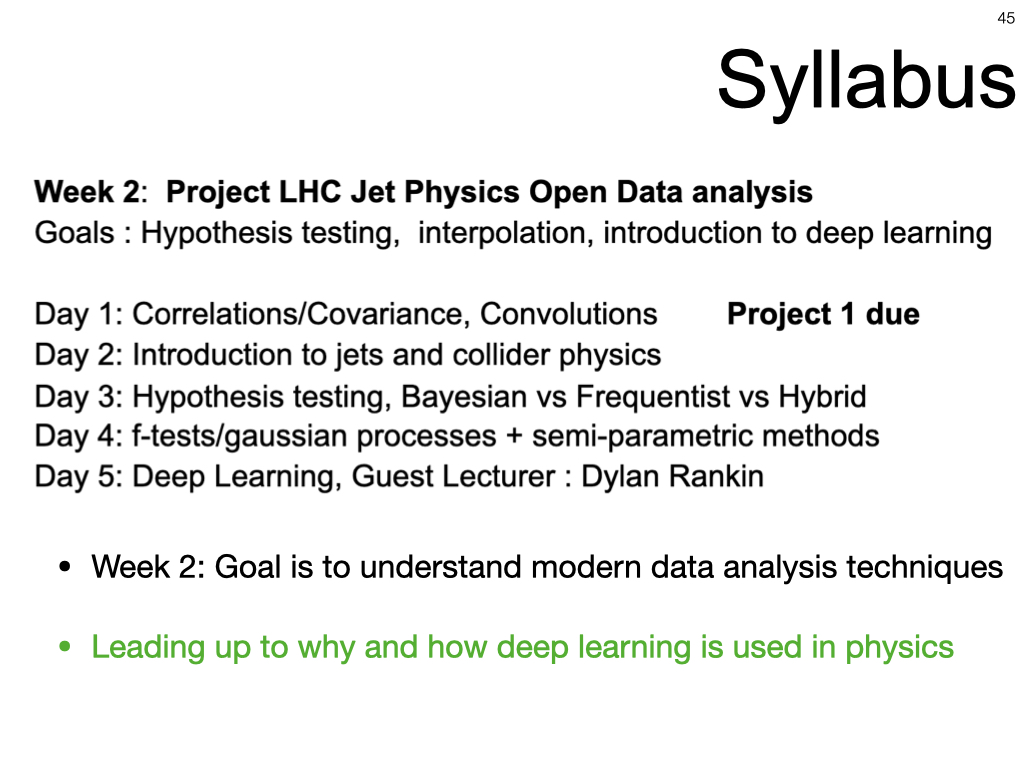 45
Syllabus
Week 2:  Project LHC Jet Physics Open Data analysis
Goals : Hypothesis testing,  interpolation, introduction to deep learning
Day 1: Correlations/Covariance, Convolutions Project 1 due
Day 2: Introduction to jets and collider physics
Day 3: Hypothesis testing, Bayesian vs Frequentist vs Hybrid
Day 4: f-tests/gaussian processes + semi-parametric methods
Day 5: Deep Learning, Guest Lecturer : Dylan Rankin
• Week 2: Goal is to understand modern data analysis techniques
• Leading up to why and how deep learning is used in physics